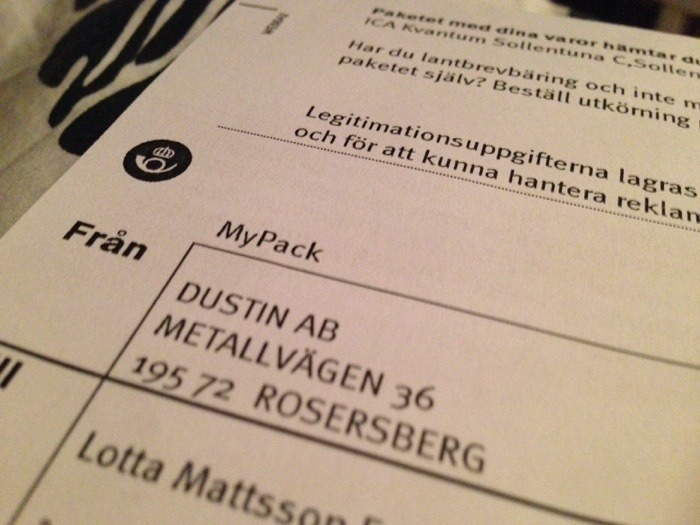 Paketet med dina varor hämtar du
ICA Kvantum Sollentuna C,
Har du lantbrevbäring och inte
paketet själv? Beställ utkörning
Legitimationsuppgifterna lagras
och för att kunna hantera reklam
Från
MyPack
DUSTIN AB
METALLVÄGEN 36
195 72 ROSERSBERG
Lotta Mattsson